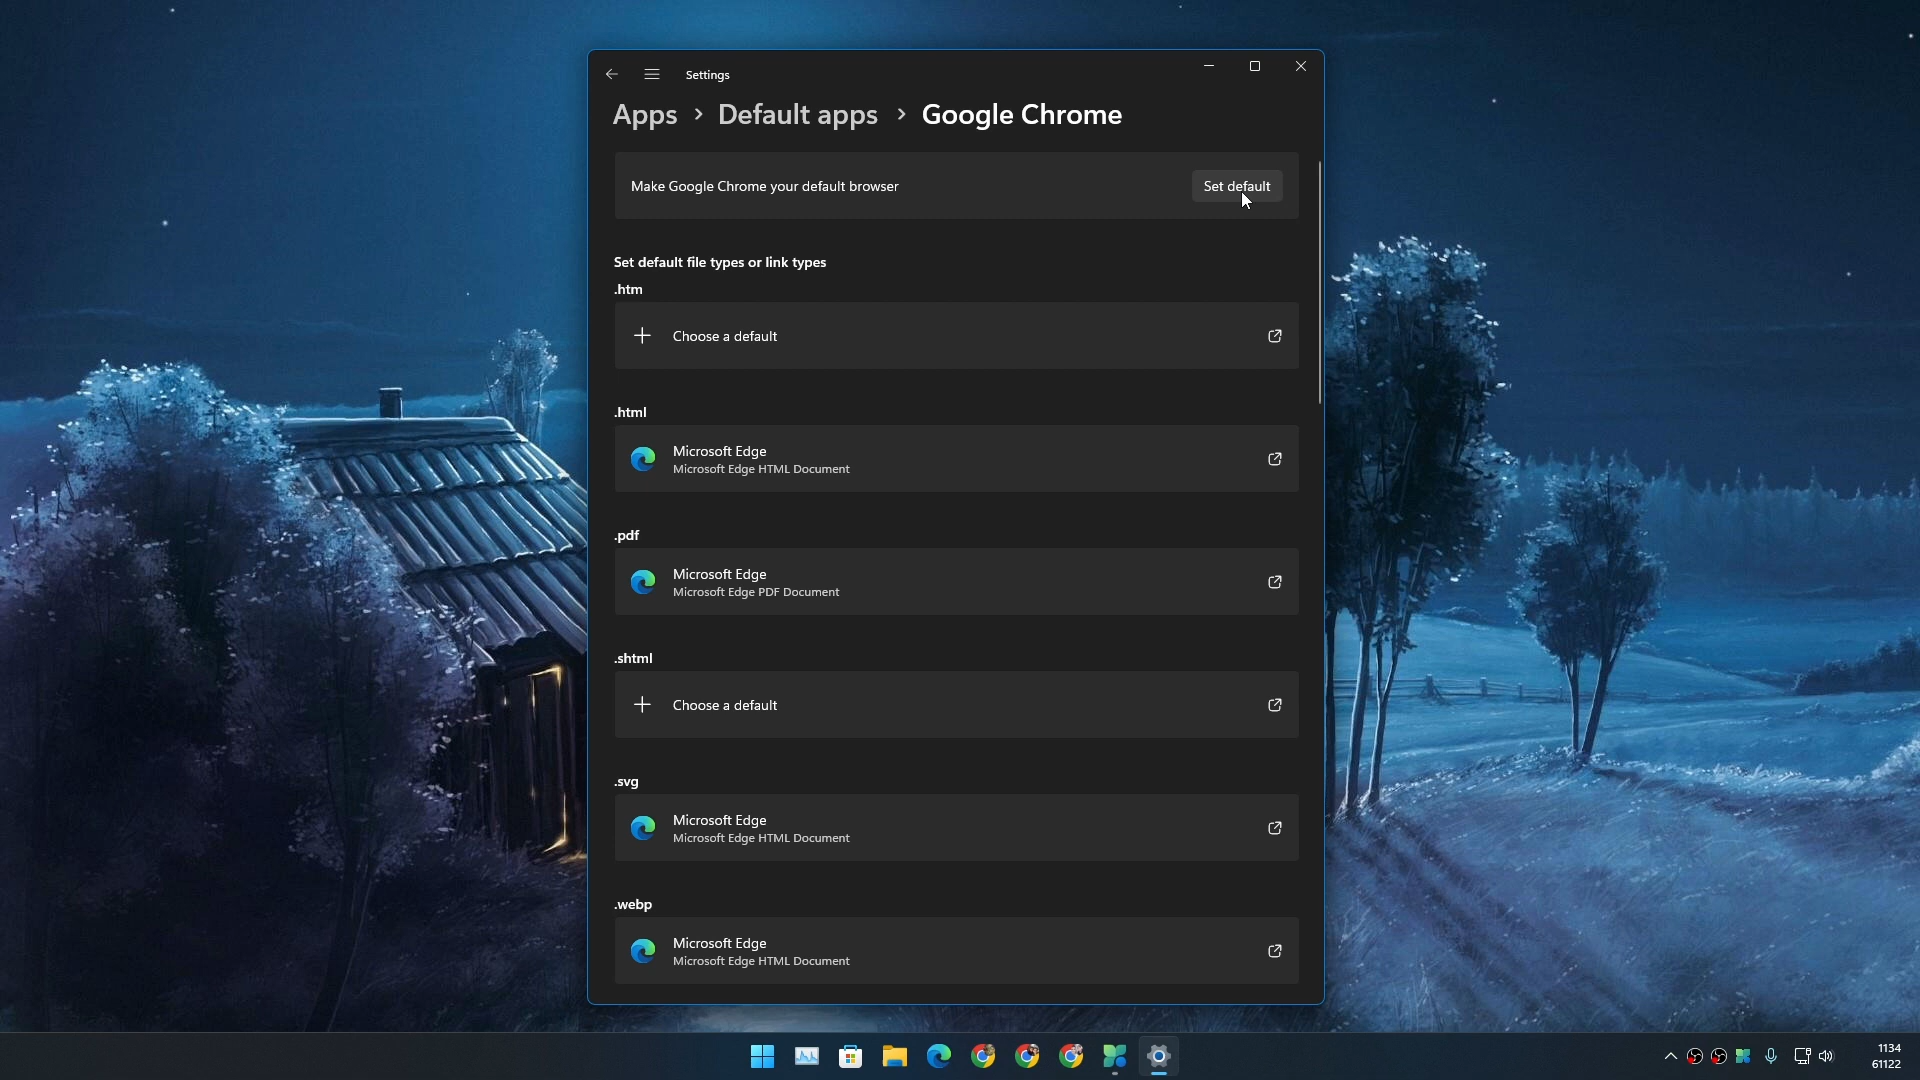 Settings
Apps > Default apps > Google Chrome
Make Google Chrome your default browser
Set default
Set default file types or link types
.htm
Choose a default
.html
Microsoft Edge
Microsoft Edge HTML Document
.pdf
Microsoft Edge
Microsoft Edge PDF Document
.shtml
Choose a default
.svg
Microsoft Edge
Microsoft Edge HTML Document
.webp
Microsoft Edge
Microsoft Edge HTML Document
1134
61122